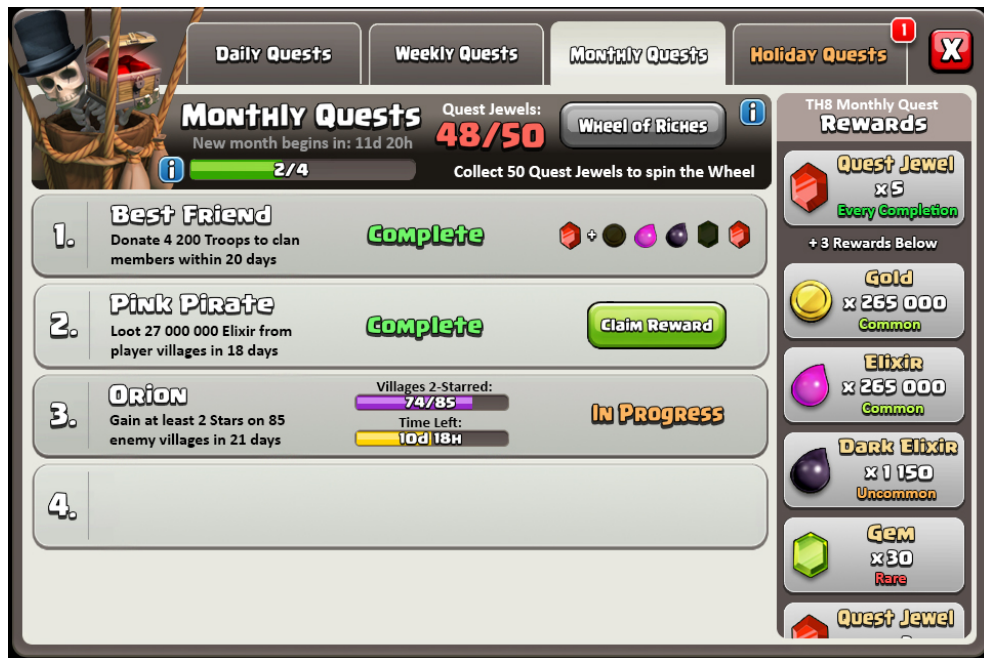 Daily Quests
Weekly Quests
Monthly Quests
Holiday Quests
1
X
Monthly Quests
New month begins in: 11d 20h
i
2/4
Quest Jewels:
48/50
Wheel of Riches
i
Collect 50 Quest Jewels to spin the Wheel
1.
Best Friend
Donate 4 200 Troops to clan
members within 20 days
Complete
+
2.
Pink Pirate
Loot 27 000 000 Elixir from
player villages in 18 days
Complete
Claim Reward
3.
Orion
Gain at least 2 Stars on 85
enemy villages in 21 days
Villages 2-Starred:
74/85
Time Left:
10d 18h
In Progress
4.
TH8 Monthly Quest
Rewards
Quest Jewel
x 5
Every Completion
+ 3 Rewards Below
Gold
x 265 000
Common
Elixir
x 265 000
Common
Dark Elixir
x 1 150
Uncommon
Gem
x 30
Rare
Quest Jewel